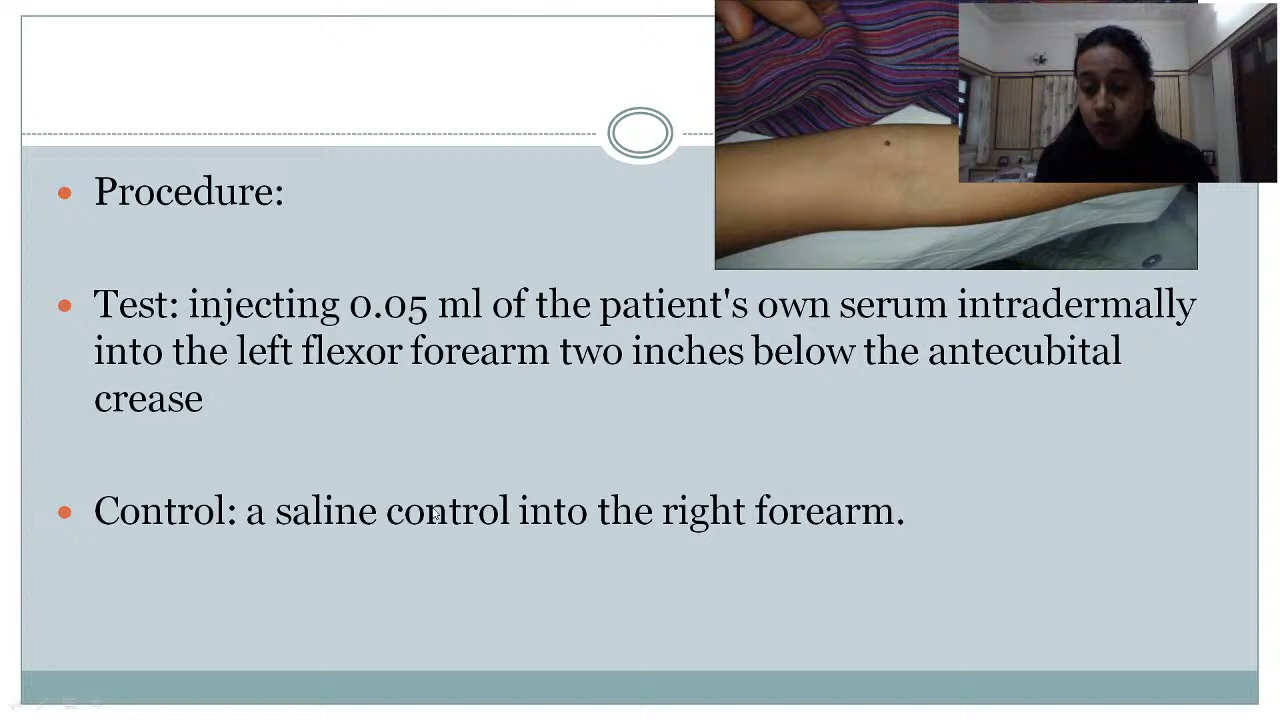 Procedure:
Test: injecting 0.05 ml of the patient's own serum intradermally
into the left flexor forearm two inches below the antecubital
crease
Control: a saline control into the right forearm.